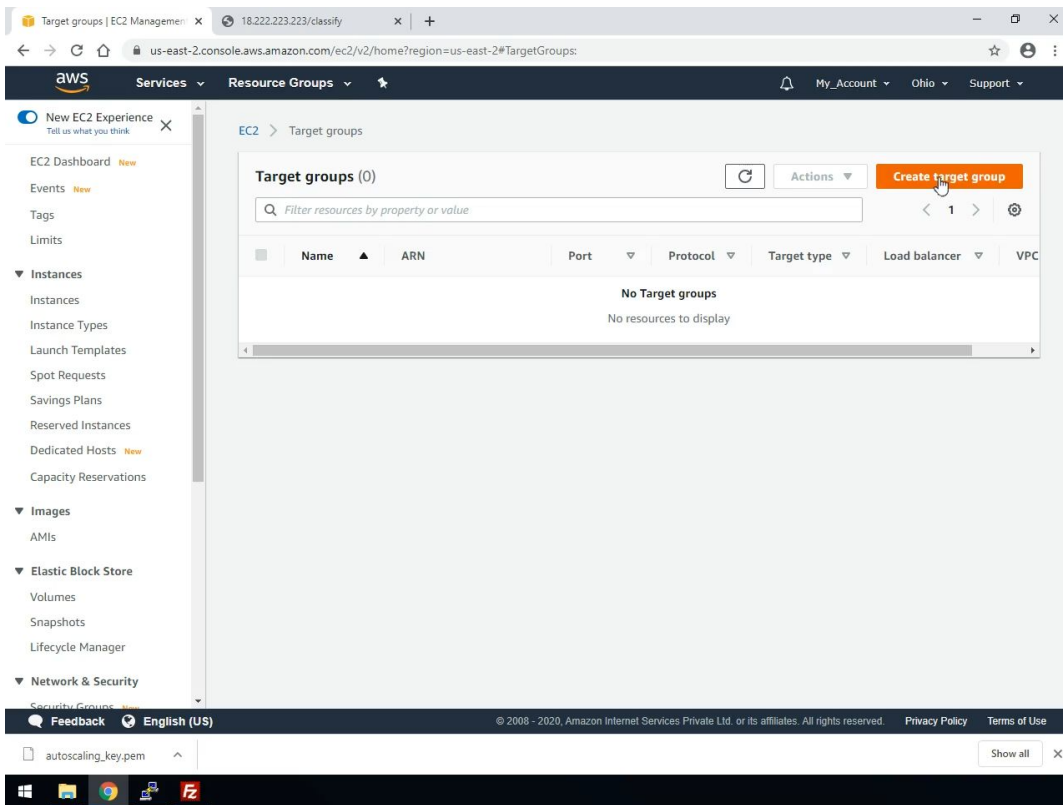 Target groups | EC2 Managemen
18.222.223.223/classify
us-east-2.console.aws.amazon.com/ec2/v2/home?region=us-east-2#TargetGroups:
aws
Services
Resource Groups
My_Account
Ohio
Support
New EC2 Experience
Tell us what you think
EC2 Dashboard New
Events New
Tags
Limits
Instances
Instances
Instance Types
Launch Templates
Spot Requests
Savings Plans
Reserved Instances
Dedicated Hosts New
Capacity Reservations
Images
AMIs
Elastic Block Store
Volumes
Snapshots
Lifecycle Manager
Network & Security
Security Groups New
EC2 > Target groups
Target groups (0)
Actions
Create target group
Filter resources by property or value
1
Name
ARN
Port
Protocol
Target type
Load balancer
VPC
No Target groups
No resources to display
Feedback
English (US)
© 2008 - 2020, Amazon Internet Services Private Ltd. or its affiliates. All rights reserved.
Privacy Policy
Terms of Use
autoscaling_key.pem
Show all